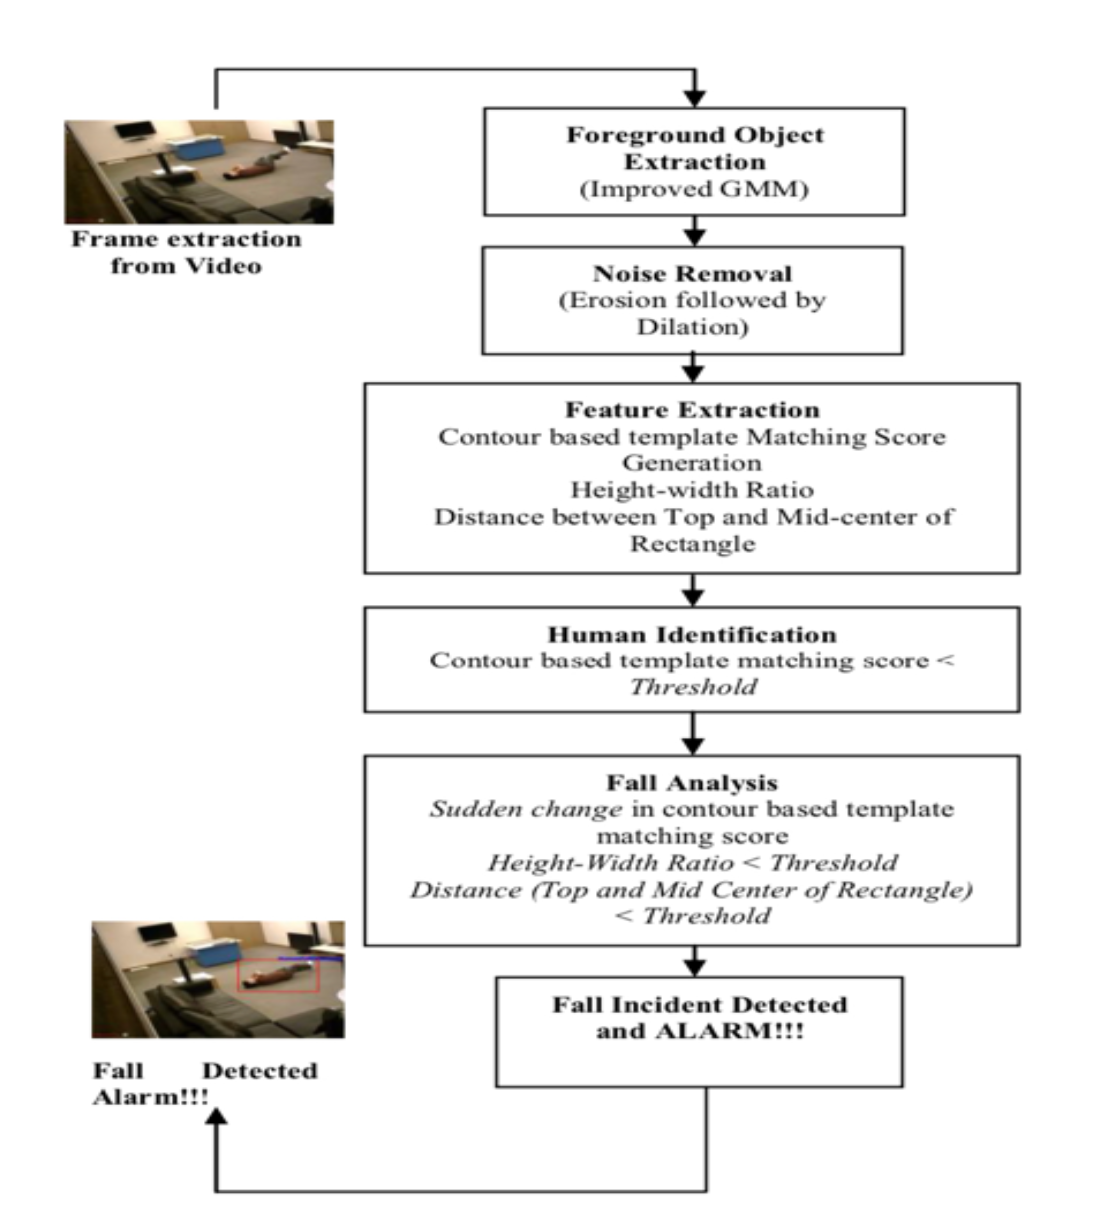 Frame extraction
from Video
Foreground Object
Extraction
(Improved GMM)
Noise Removal
(Erosion followed by
Dilation)
Feature Extraction
Contour based template Matching Score
Generation
Height-width Ratio
Distance between Top and Mid-center of
Rectangle
Human Identification
Contour based template matching score <
Threshold
Fall Analysis
Sudden change in contour based template
matching score
Height-Width Ratio < Threshold
Distance (Top and Mid Center of Rectangle)
< Threshold
Fall Incident Detected
and ALARM!!!
Fall Detected
Alarm!!!